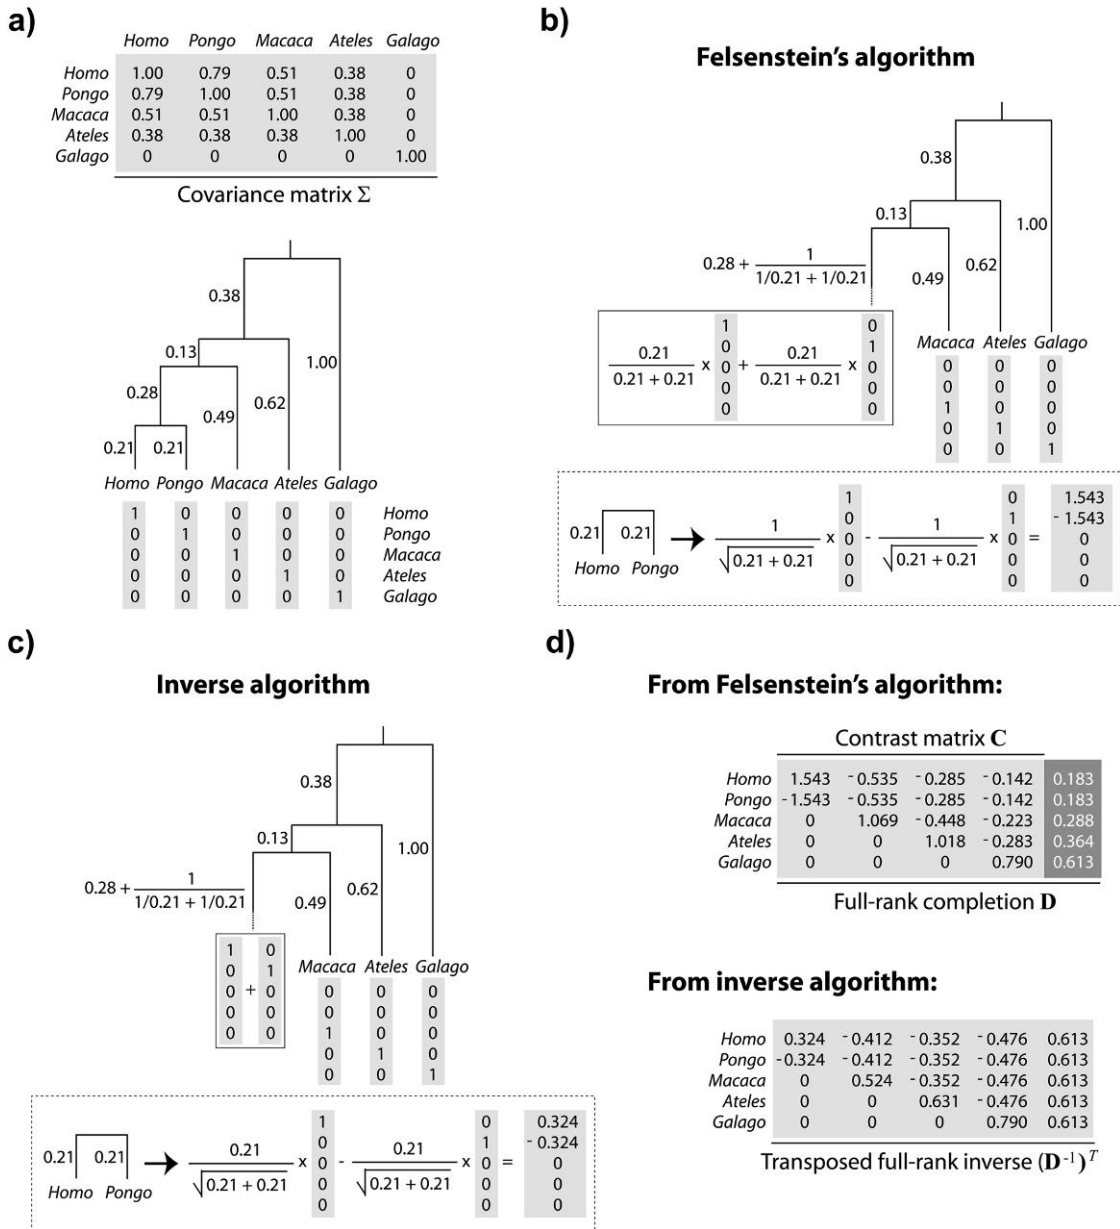 a)
Homo Pongo Macaca Ateles Galago
Homo 1.00 0.79 0.51 0.38 0
Pongo 0.79 1.00 0.51 0.38 0
Macaca 0.51 0.51 1.00 0.38 0
Ateles 0.38 0.38 0.38 1.00 0
Galago 0 0 0 0 1.00
Covariance matrix Σ
0.38
0.13
1.00
0.28
0.49
0.62
0.21 0.21
Homo Pongo Macaca Ateles Galago
1 0 0 0 0 Homo
0 1 0 0 0 Pongo
0 0 1 0 0 Macaca
0 0 0 1 0 Ateles
0 0 0 0 1 Galago
b)
Felsenstein's algorithm
0.38
0.13
1.00
0.28 + 1
1/0.21 + 1/0.21
0.49
0.62
0.21
0.21 + 0.21
x
1
0
0
0
0
+
0.21
0.21 + 0.21
x
0
1
0
0
0
Macaca Ateles Galago
0 0 0
0 0 0
1 0 0
0 1 0
0 0 1
0.21 0.21
Homo Pongo
1
√0.21 + 0.21
x
1
0
0
0
0
-
1
√0.21 + 0.21
x
0
1
0
0
0
=
1.543
- 1.543
0
0
0
c)
Inverse algorithm
0.38
0.13
1.00
0.28 + 1
1/0.21 + 1/0.21
0.49
0.62
1 0
0 1
0 + 0
0 0
0 0
Macaca Ateles Galago
0 0 0
0 0 0
1 0 0
0 1 0
0 0 1
0.21 0.21
Homo Pongo
0.21
√0.21 + 0.21
x
1
0
0
0
0
-
0.21
√0.21 + 0.21
x
0
1
0
0
0
=
0.324
- 0.324
0
0
0
d)
From Felsenstein's algorithm:
Contrast matrix C
Homo 1.543 - 0.535 - 0.285 - 0.142 0.183
Pongo - 1.543 - 0.535 - 0.285 - 0.142 0.183
Macaca 0 1.069 - 0.448 - 0.223 0.288
Ateles 0 0 1.018 - 0.283 0.364
Galago 0 0 0 0.790 0.613
Full-rank completion D
From inverse algorithm:
Homo 0.324 - 0.412 - 0.352 - 0.476 0.613
Pongo - 0.324 - 0.412 - 0.352 - 0.476 0.613
Macaca 0 0.524 - 0.352 - 0.476 0.613
Ateles 0 0 0.631 - 0.476 0.613
Galago 0 0 0 0.790 0.613
Transposed full-rank inverse (D⁻¹)ᵀ